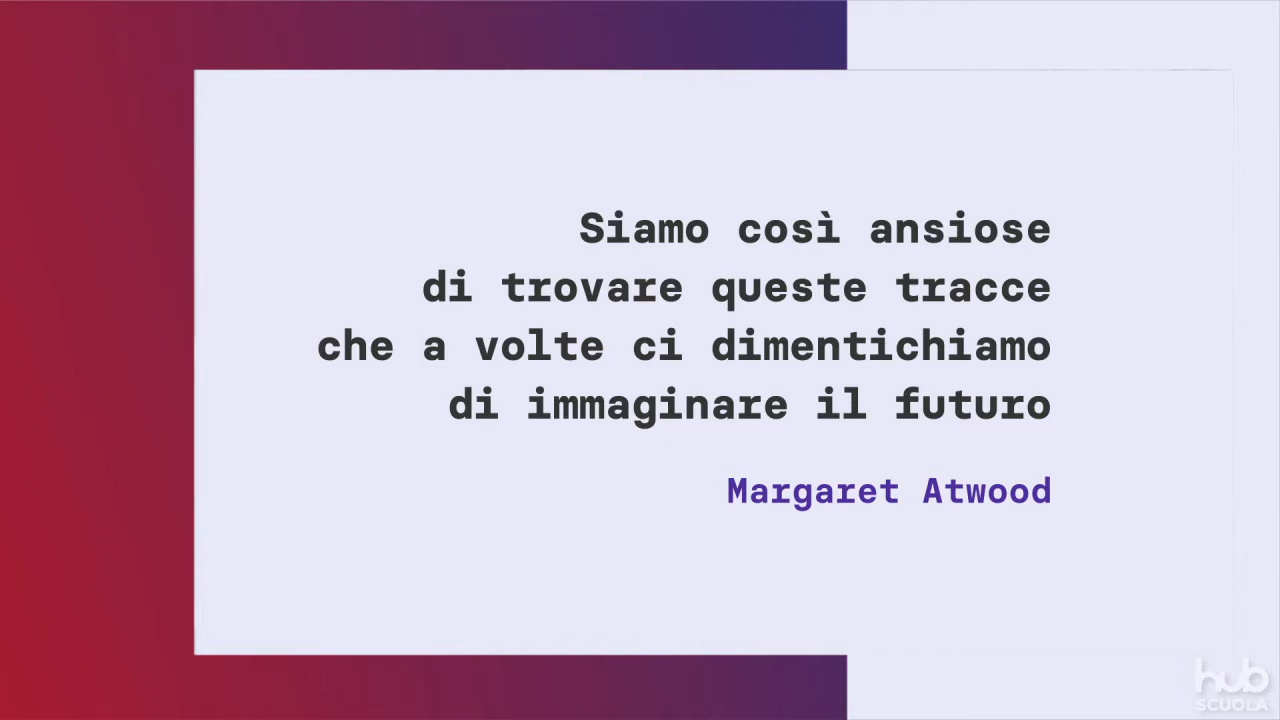 Siamo così ansiose
di trovare queste tracce
che a volte ci dimentichiamo
di immaginare il futuro
Margaret Atwood
hub
SCUOLA